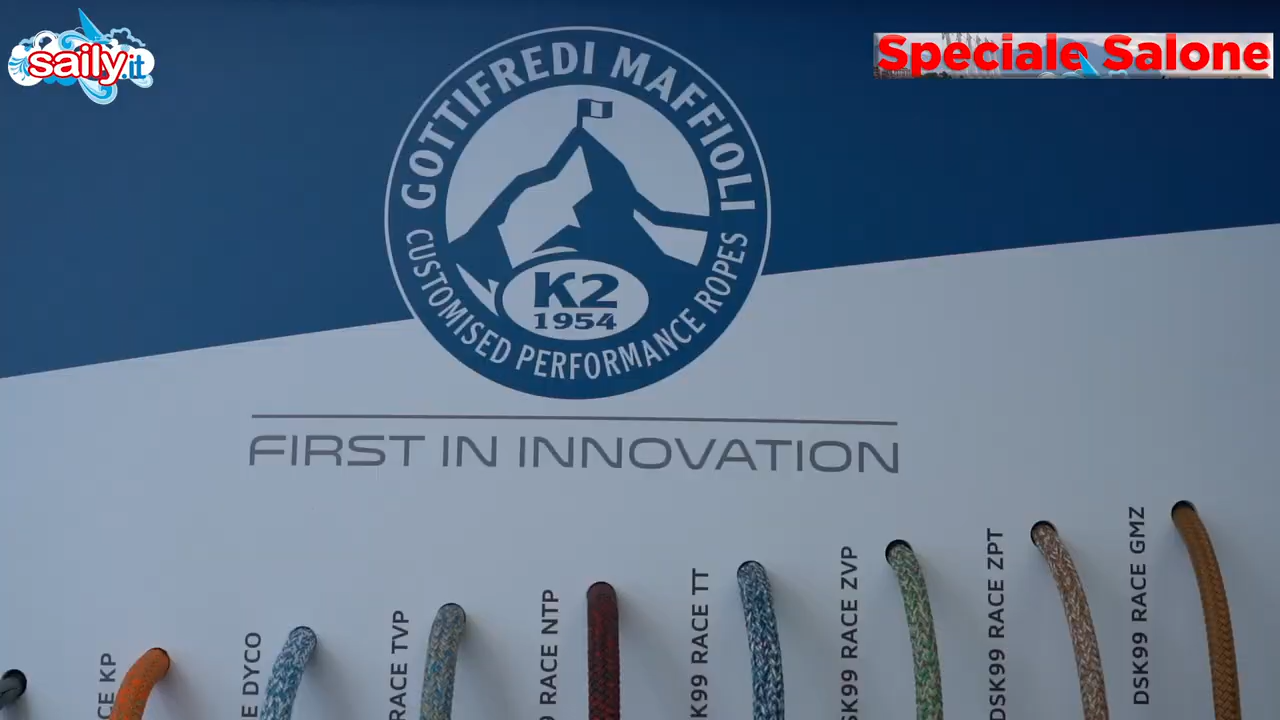 saily.it
Speciale Salone
GOTTIFREDI MAFFIOLI
K2
1954
CUSTOMISED PERFORMANCE ROPES
FIRST IN INNOVATION
CE KP
E DYCO
RACE TVP
9 RACE NTP
K99 RACE TT
SK99 RACE ZVP
DSK99 RACE ZPT
DSK99 RACE GMZ